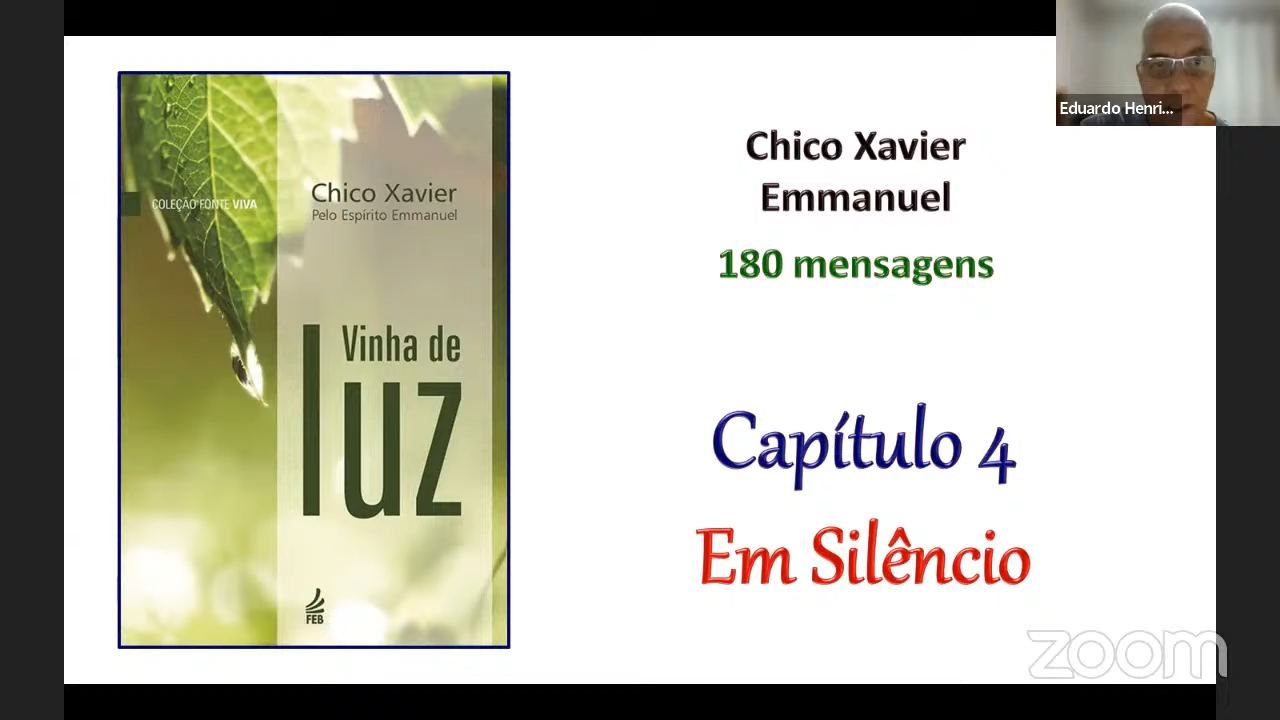 Chico Xavier
Pelo Espírito Emmanuel
COLEÇÃO FONTE VIVA
Vinha de
luz
FEB
Chico Xavier
Emmanuel
180 mensagens
Capítulo 4
Em Silêncio
Eduardo Henri...
zoom